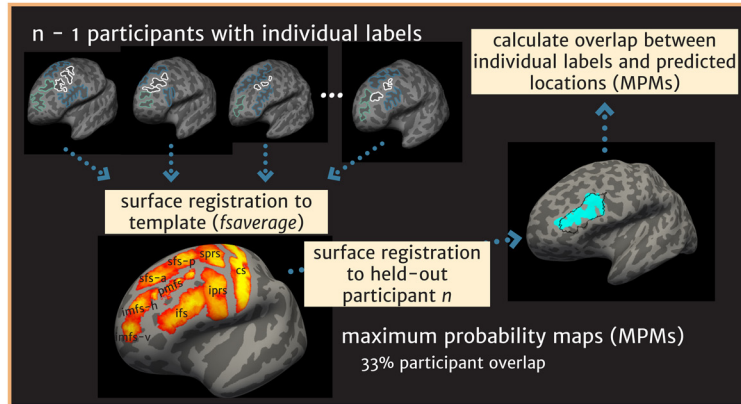 n - 1 participants with individual labels
calculate overlap between
individual labels and predicted
locations (MPMs)
...
surface registration to
template (fsaverage)
surface registration
to held-out
participant n
sprs
sfs-p
cs
sfs-a
pmfs
iprs
imfs-h
ifs
imfs-v
maximum probability maps (MPMs)
33% participant overlap